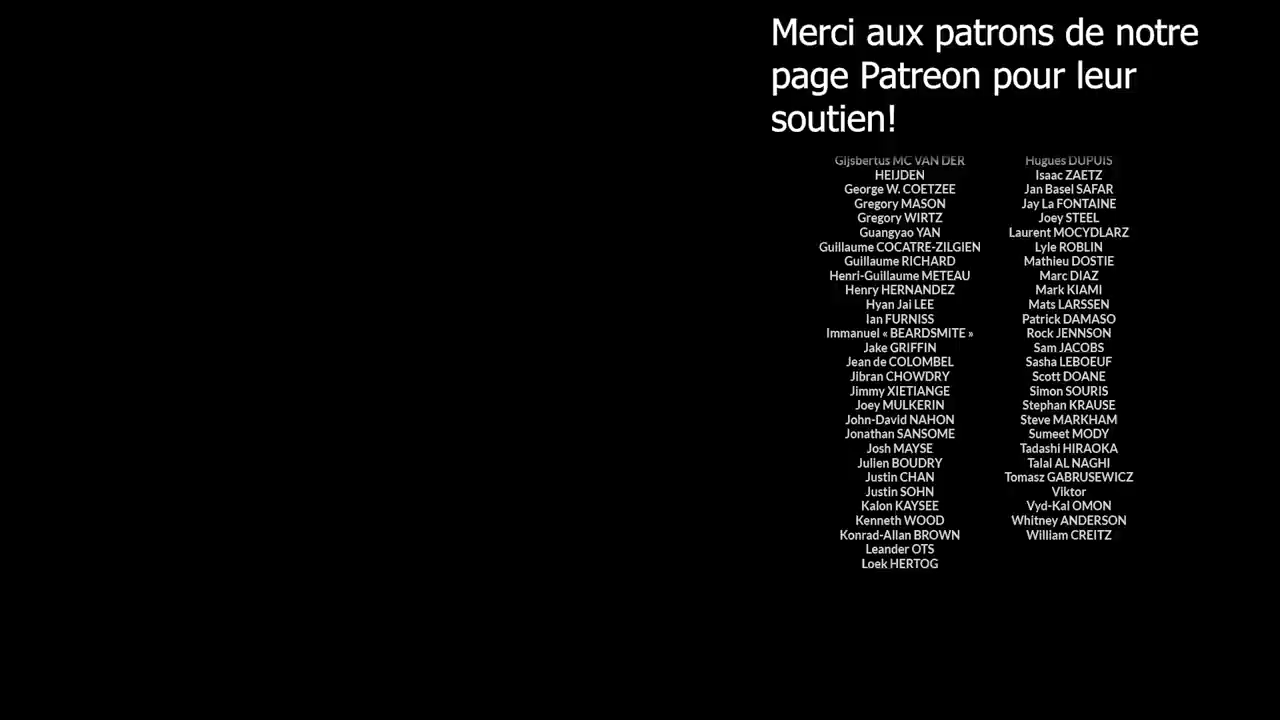 Merci aux patrons de notre
page Patreon pour leur
soutien!
Gijsbertus MC VAN DER
HEIJDEN
George W. COETZEE
Gregory MASON
Gregory WIRTZ
Guangyao YAN
Guillaume COCATRE-ZILGIEN
Guillaume RICHARD
Henri-Guillaume METEAU
Henry HERNANDEZ
Hyan Jai LEE
Ian FURNISS
Immanuel « BEARDSMITE »
Jake GRIFFIN
Jean de COLOMBEL
Jibran CHOWDRY
Jimmy XIETIANGE
Joey MULKERIN
John-David NAHON
Jonathan SANSOME
Josh MAYSE
Julien BOUDRY
Justin CHAN
Justin SOHN
Kalon KAYSEE
Kenneth WOOD
Konrad-Allan BROWN
Leander OTS
Loek HERTOG
Hugues DUPUIS
Isaac ZAETZ
Jan Basel SAFAR
Jay La FONTAINE
Joey STEEL
Laurent MOCYDLARZ
Lyle ROBLIN
Mathieu DOSTIE
Marc DIAZ
Mark KIAMI
Mats LARSSEN
Patrick DAMASO
Rock JENNSON
Sam JACOBS
Sasha LEBOEUF
Scott DOANE
Simon SOURIS
Stephan KRAUSE
Steve MARKHAM
Sumeet MODY
Tadashi HIRAOKA
Talal AL NAGHI
Tomasz GABRUSEWICZ
Viktor
Vyd-Kal OMON
Whitney ANDERSON
William CREITZ